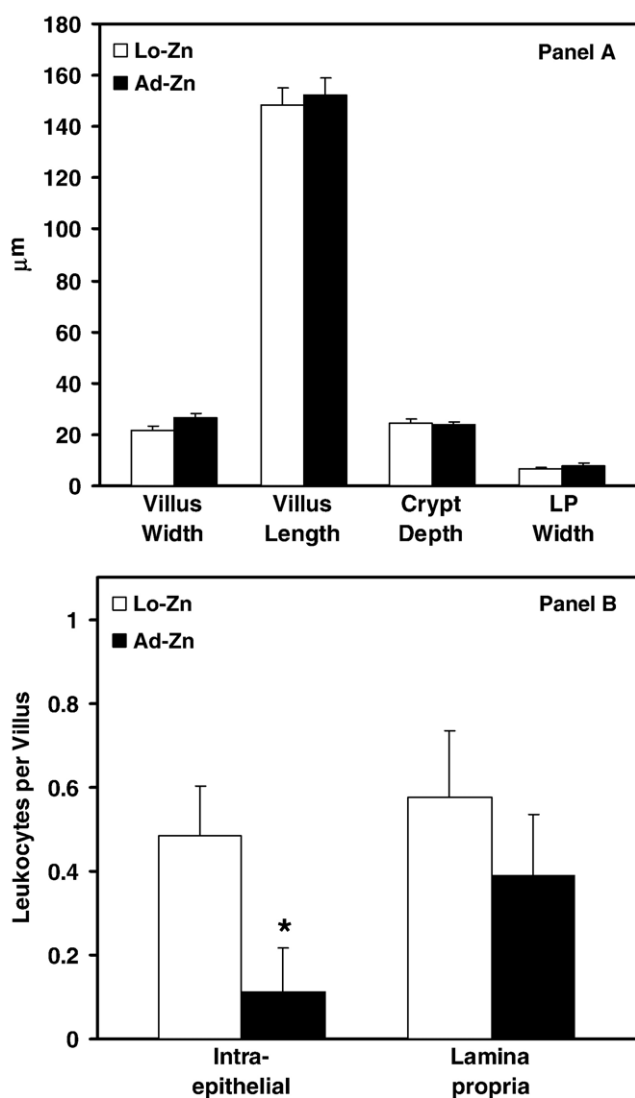 180
160
140
120
100
80
60
40
20
0
μm
Lo-Zn
Ad-Zn
Panel A
Villus
Width
Villus
Length
Crypt
Depth
LP
Width
1
0.8
0.6
0.4
0.2
0
Leukocytes per Villus
Lo-Zn
Ad-Zn
Panel B
*
Intra-
epithelial
Lamina
propria